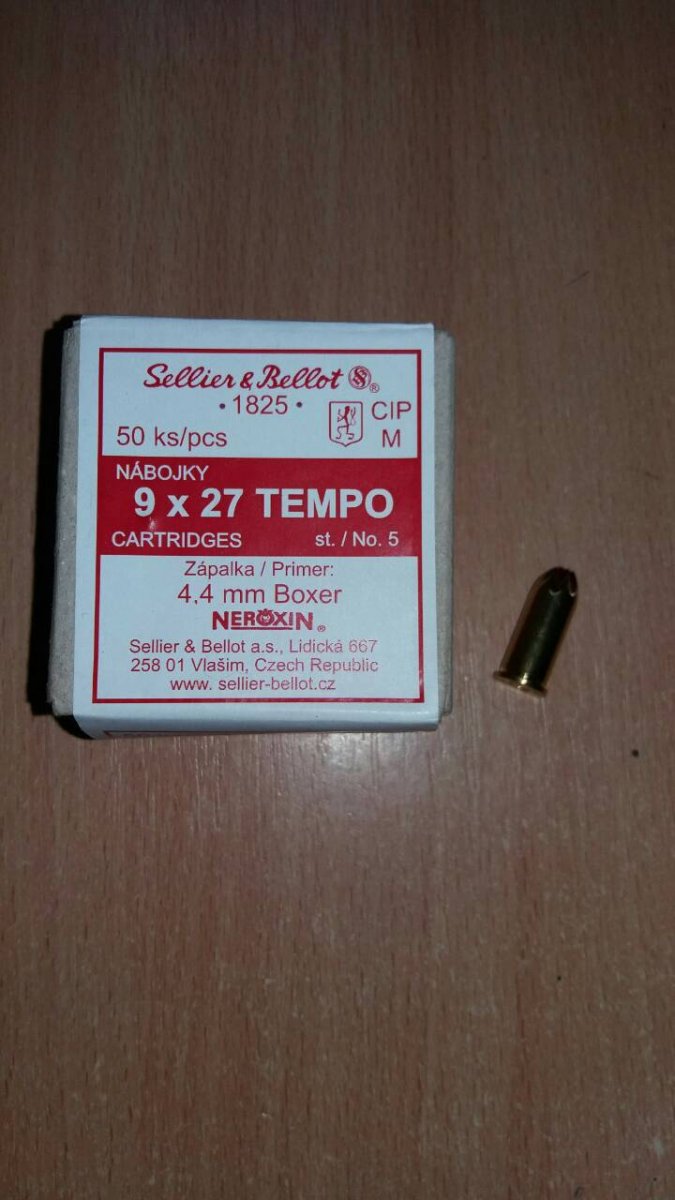 Sellier & Bellot ®
• 1825 •
50 ks/pcs
CIP
M
NÁBOJKY
9 x 27 TEMPO
CARTRIDGES st. / No. 5
Zápalka / Primer:
4,4 mm Boxer
NEROXIN ®
Sellier & Bellot a.s., Lidická 667
258 01 Vlašim, Czech Republic
www. sellier-bellot.cz